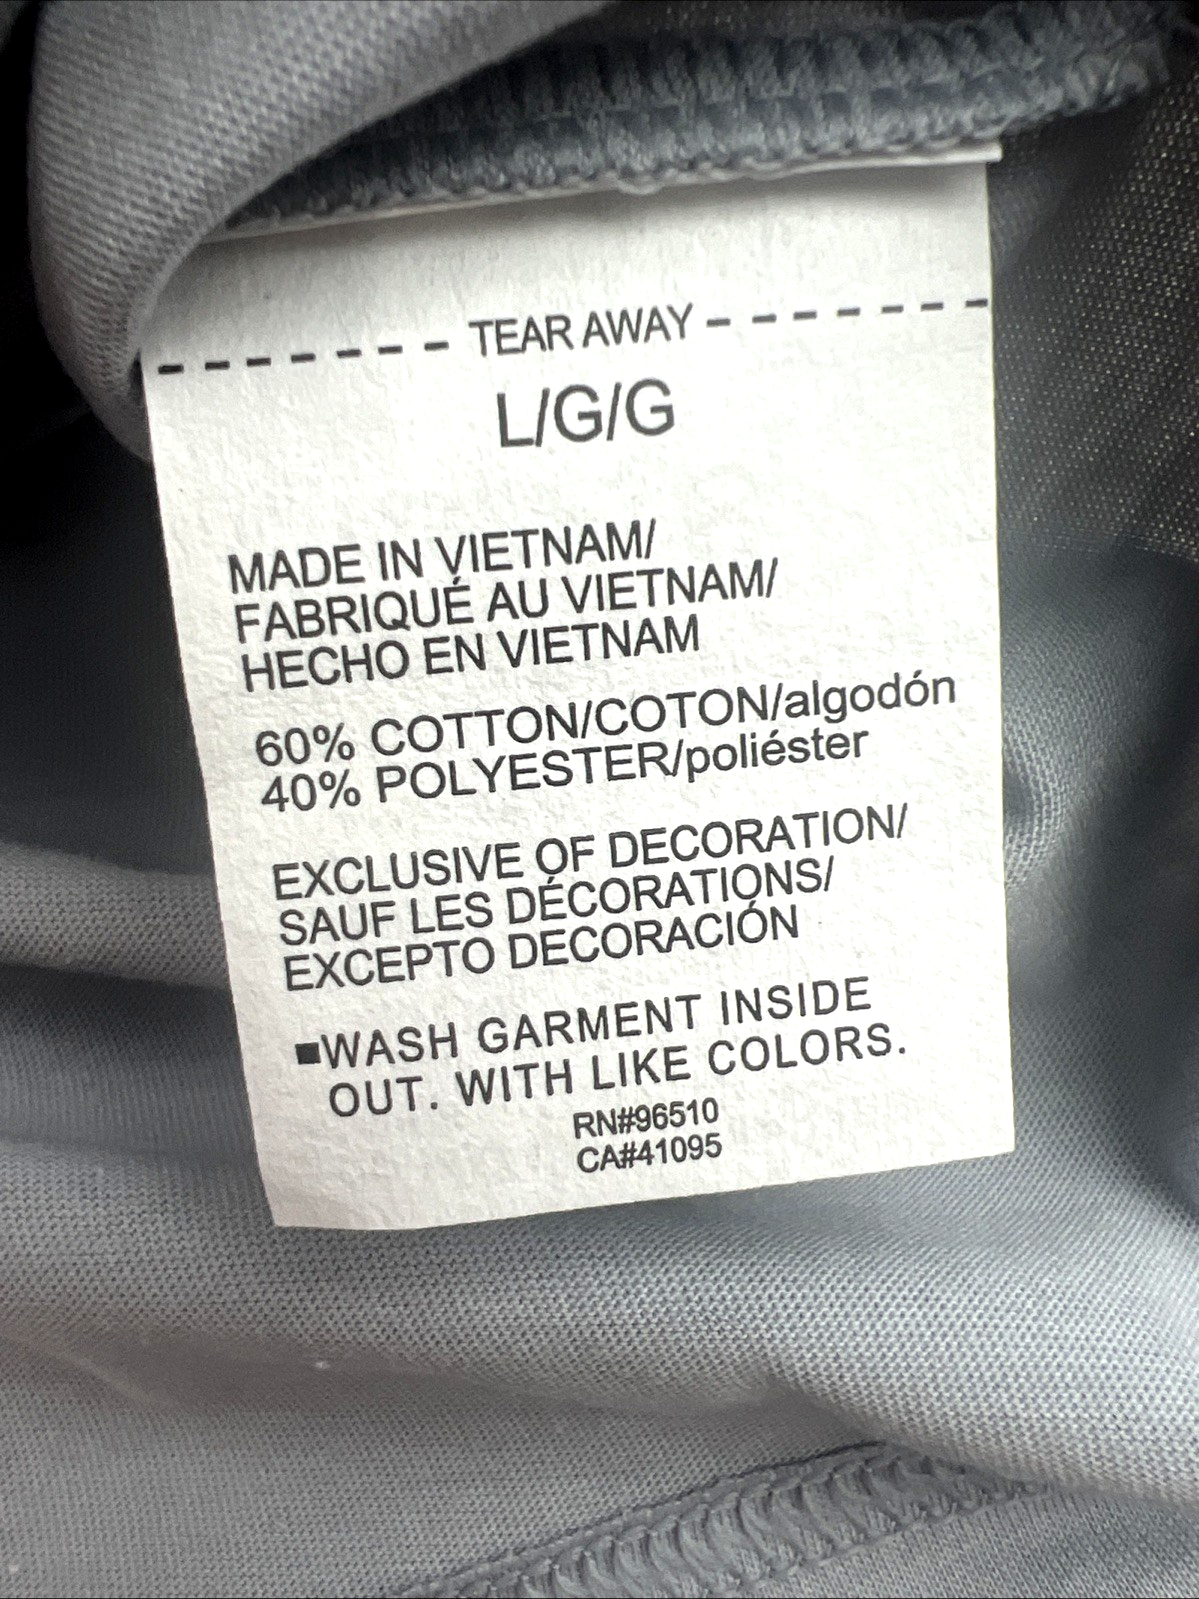 TEAR AWAY
L/G/G
MADE IN VIETNAM/
FABRIQUÉ AU VIETNAM/
HECHO EN VIETNAM
60% COTTON/COTON/algodón
40% POLYESTER/poliéster
EXCLUSIVE OF DECORATION/
SAUF LES DÉCORATIONS/
EXCEPTO DECORACIÓN
■WASH GARMENT INSIDE
OUT. WITH LIKE COLORS.
RN#96510
CA#41095